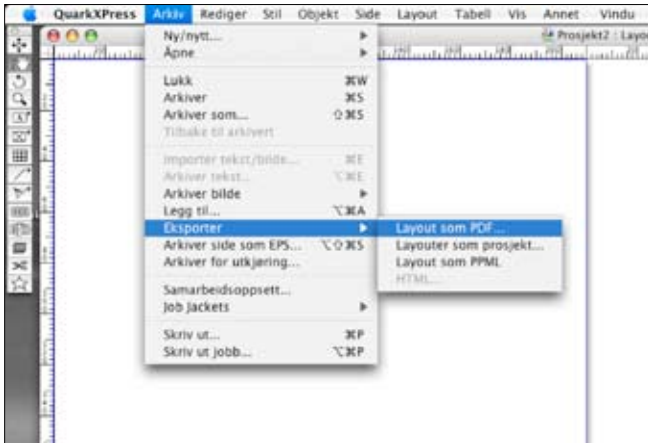 QuarkXPress Arkiv Rediger Stil Objekt Side Layout Tabell Vis Annet Vindu
Prosjekt2 : Layou
Ny/nytt...
Åpne
Lukk ⌘W
Arkiver ⌘S
Arkiver som... ⇧⌘S
Tilbake til arkivert
Importer tekst/bilde... ⌘E
Arkiver tekst... ⌥⌘E
Arkiver bilde
Legg til... ⌥⌘A
Eksporter
Layout som PDF...
Arkiver side som EPS... ⌥⇧⌘S
Layouter som prosjekt...
Arkiver for utkjøring...
Layout som PPML
HTML...
Samarbeidsoppsett...
Job Jackets
Skriv ut... ⌘P
Skriv ut jobb... ⌥⌘P